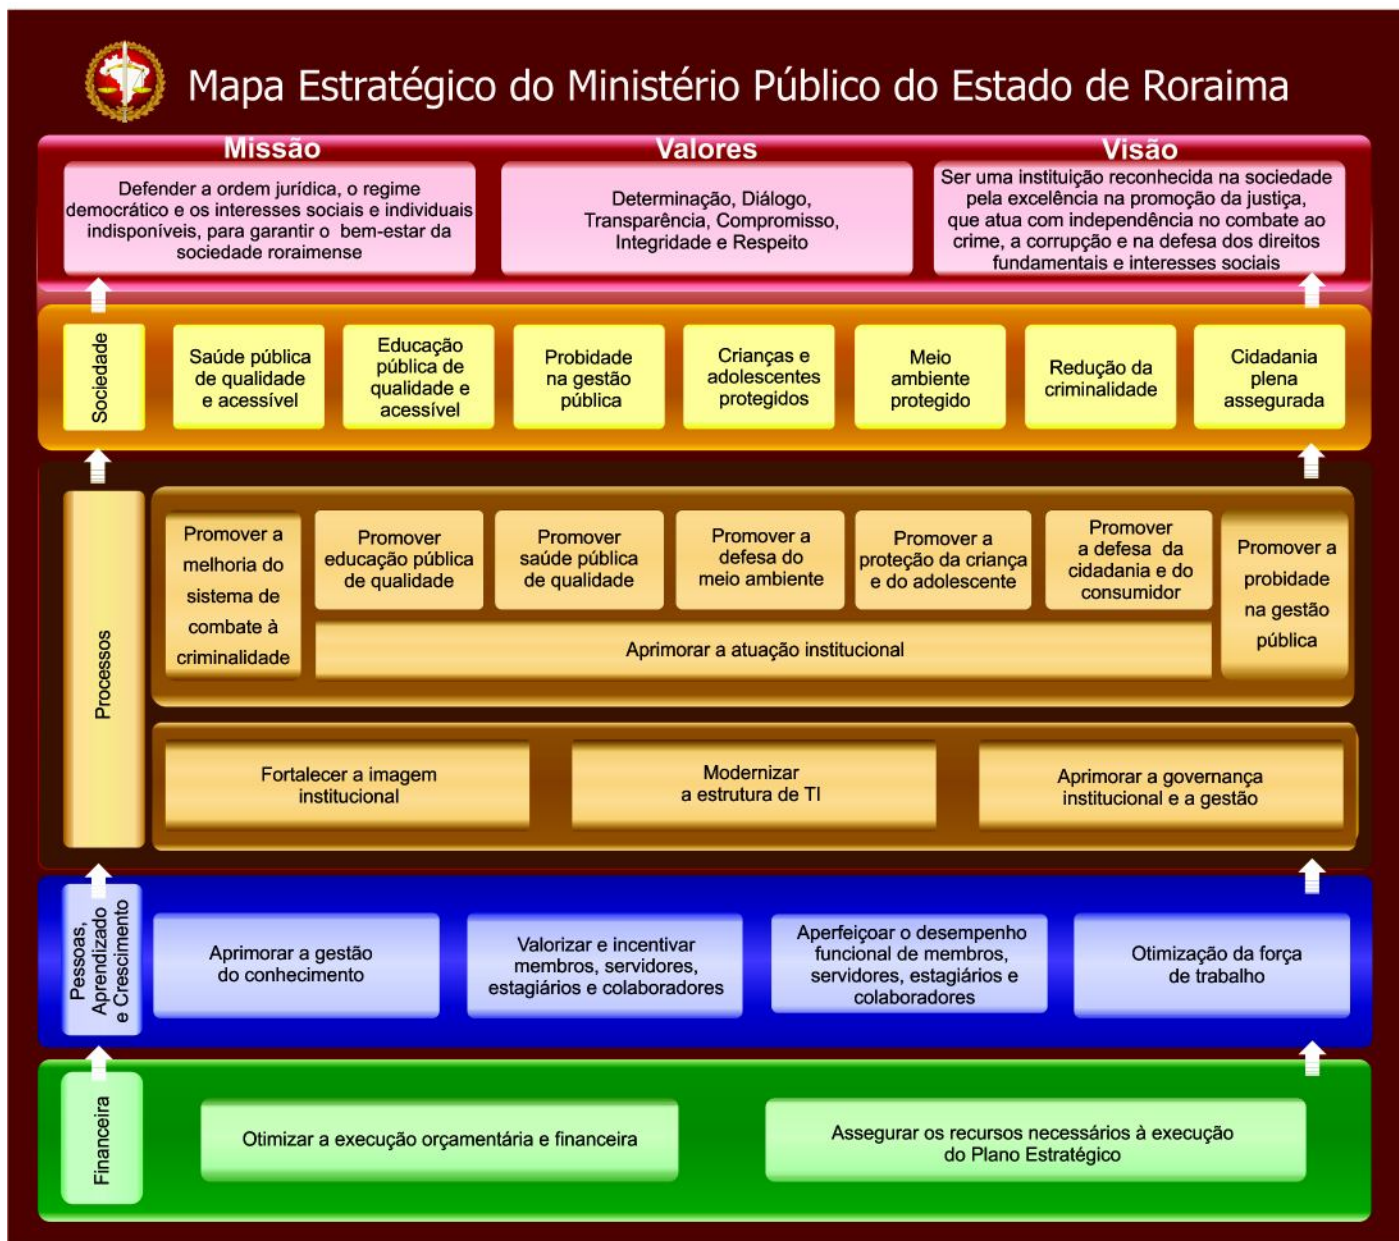 Mapa Estratégico do Ministério Público do Estado de Roraima
Missão
Defender a ordem jurídica, o regime
democrático e os interesses sociais e individuais
indisponíveis, para garantir o bem-estar da
sociedade roraimense
Valores
Determinação, Diálogo,
Transparência, Compromisso,
Integridade e Respeito
Visão
Ser uma instituição reconhecida na sociedade
pela excelência na promoção da justiça,
que atua com independência no combate ao
crime, a corrupção e na defesa dos direitos
fundamentais e interesses sociais
Sociedade
Saúde pública
de qualidade
e acessível
Educação
pública de
qualidade e
acessível
Probidade
na gestão
pública
Crianças e
adolescentes
protegidos
Meio
ambiente
protegido
Redução da
criminalidade
Cidadania
plena
assegurada
Processos
Promover a
melhoria do
sistema de
combate à
criminalidade
Promover
educação pública
de qualidade
Promover
saúde pública
de qualidade
Promover a
defesa do
meio ambiente
Promover a
proteção da criança
e do adolescente
Promover
a defesa da
cidadania e do
consumidor
Promover a
probidade
na gestão
pública
Aprimorar a atuação institucional
Fortalecer a imagem
institucional
Modernizar
a estrutura de TI
Aprimorar a governança
institucional e a gestão
Pessoas,
Aprendizado
e Crescimento
Aprimorar a gestão
do conhecimento
Valorizar e incentivar
membros, servidores,
estagiários e colaboradores
Aperfeiçoar o desempenho
funcional de membros,
servidores, estagiários e
colaboradores
Otimização da força
de trabalho
Financeira
Otimizar a execução orçamentária e financeira
Assegurar os recursos necessários à execução
do Plano Estratégico